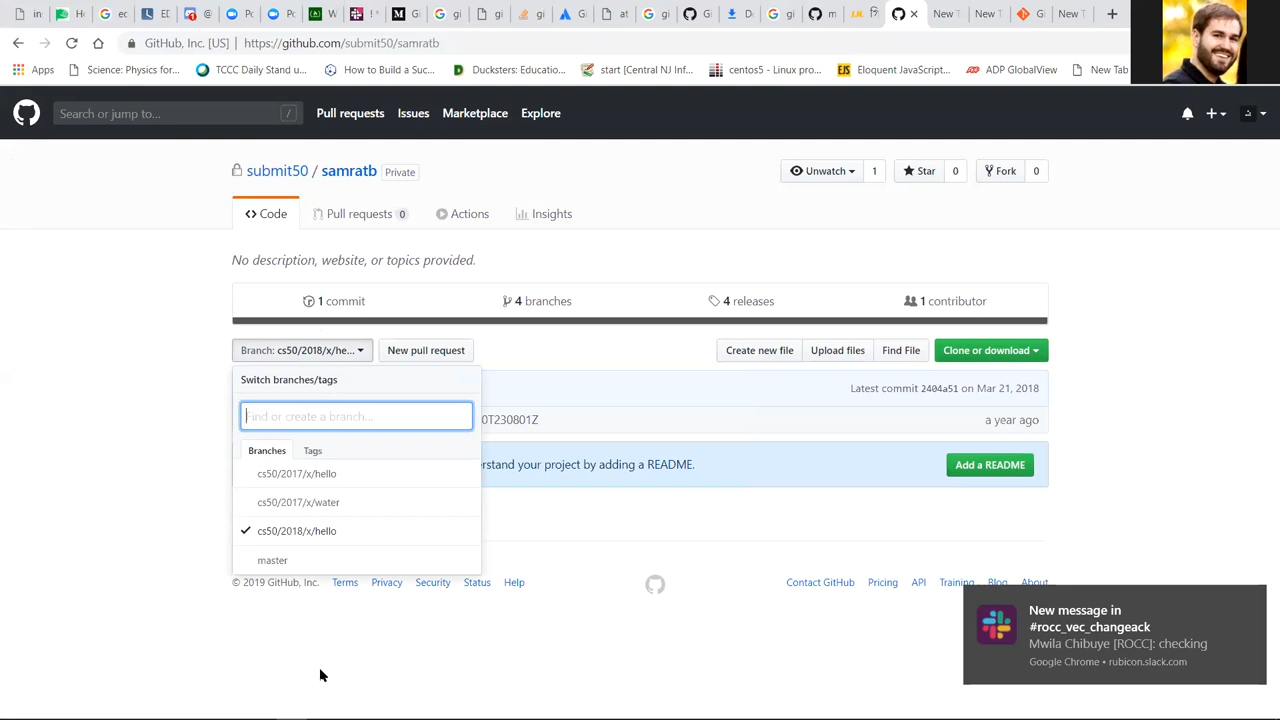 GitHub, Inc. [US] | https://github.com/submit50/samratb
Apps Science: Physics for... TCCC Daily Stand u... How to Build a Suc... Ducksters: Educatio... start [Central NJ Inf... centos5 - Linux pro... Eloquent JavaScript... ADP GlobalView New Tab
Search or jump to... / Pull requests Issues Marketplace Explore
submit50 / samratb Private Unwatch 1 Star 0 Fork 0
Code Pull requests 0 Actions Insights
No description, website, or topics provided.
1 commit 4 branches 4 releases 1 contributor
Branch: cs50/2018/x/he... New pull request Create new file Upload files Find File Clone or download
Switch branches/tags Latest commit 2404a51 on Mar 21, 2018
Find or create a branch... 0T230801Z a year ago
Branches Tags
erstand your project by adding a README. Add a README
cs50/2017/x/hello
cs50/2017/x/water
cs50/2018/x/hello
master
© 2019 GitHub, Inc. Terms Privacy Security Status Help Contact GitHub Pricing API Training Blog About
New message in
#rocc_vec_changeack
Mwila Chibuye [ROCC]: checking
Google Chrome • rubicon.slack.com